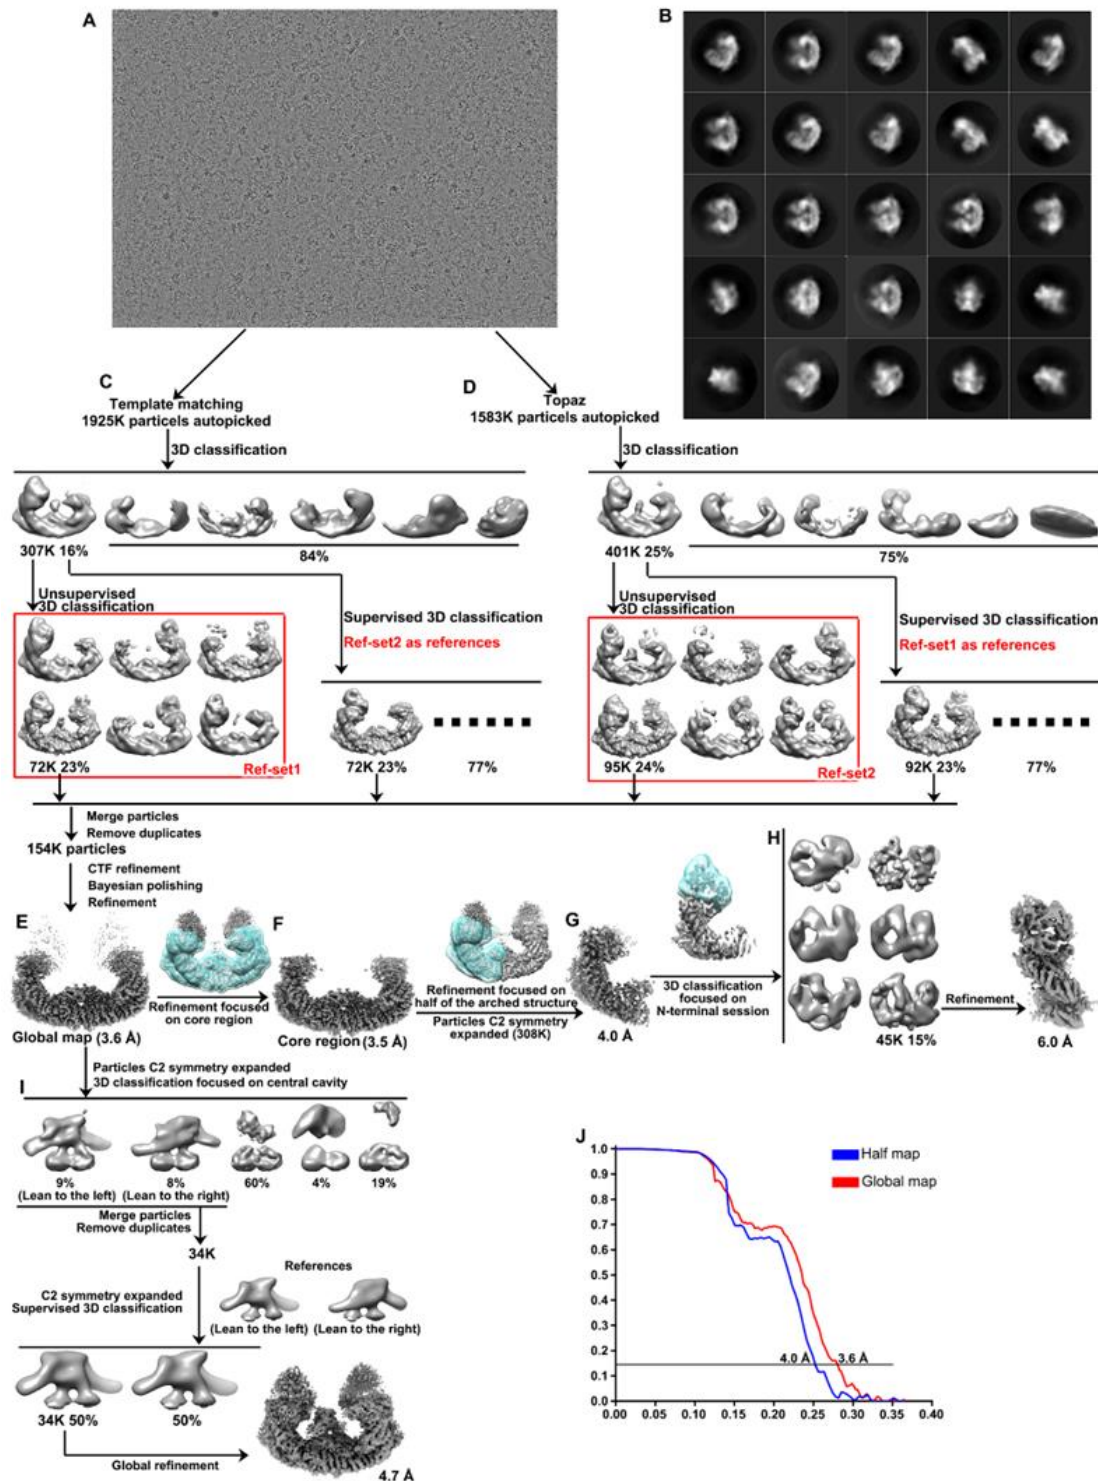 A
B
C
Template matching
1925K particels autopicked
3D classification
307K 16%
84%
Unsupervised
3D classification
Supervised 3D classification
Ref-set2 as references
Ref-set1
72K 23%
72K 23%
77%
D
Topaz
1583K particels autopicked
3D classification
401K 25%
75%
Unsupervised
3D classification
Supervised 3D classification
Ref-set1 as references
Ref-set2
95K 24%
92K 23%
77%
Merge particles
Remove duplicates
154K particles
CTF refinement
Bayesian polishing
Refinement
E
Global map (3.6 Å)
Refinement focused
on core region
F
Core region (3.5 Å)
Refinement focused on
half of the arched structure
Particles C2 symmetry
expanded (308K)
G
4.0 Å
3D classification
focused on
N-terminal session
H
45K 15%
Refinement
6.0 Å
Particles C2 symmetry expanded
3D classification focused on central cavity
I
9%
(Lean to the left)
8%
(Lean to the right)
60%
4%
19%
Merge particles
Remove duplicates
34K
References
(Lean to the left)
(Lean to the right)
C2 symmetry expanded
Supervised 3D classification
34K 50%
50%
Global refinement
4.7 Å
J
Half map
Global map
1.0
0.9
0.8
0.7
0.6
0.5
0.4
0.3
0.2
0.1
0.0
4.0 Å
3.6 Å
0.00 0.05 0.10 0.15 0.20 0.25 0.30 0.35 0.40